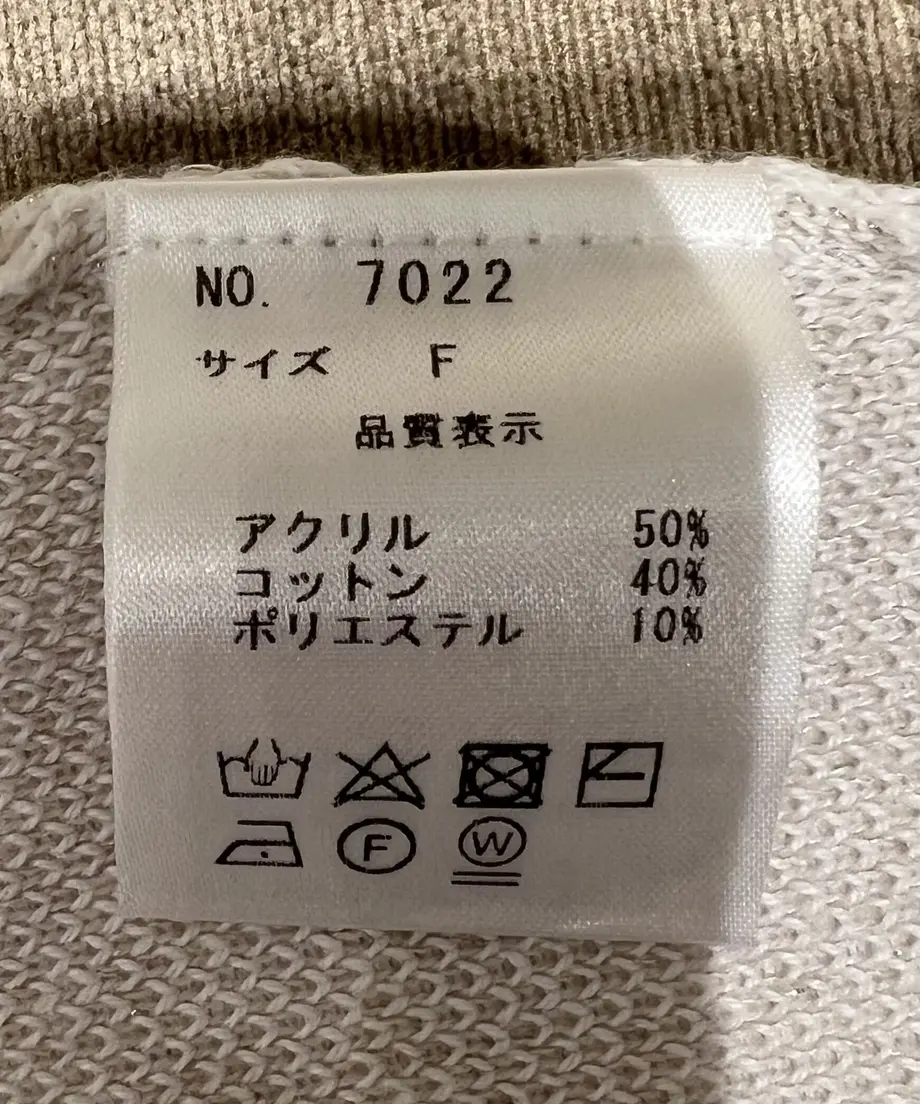 NO. 7022
サイズ F
品質表示
アクリル 50%
コットン 40%
ポリエステル 10%
F W